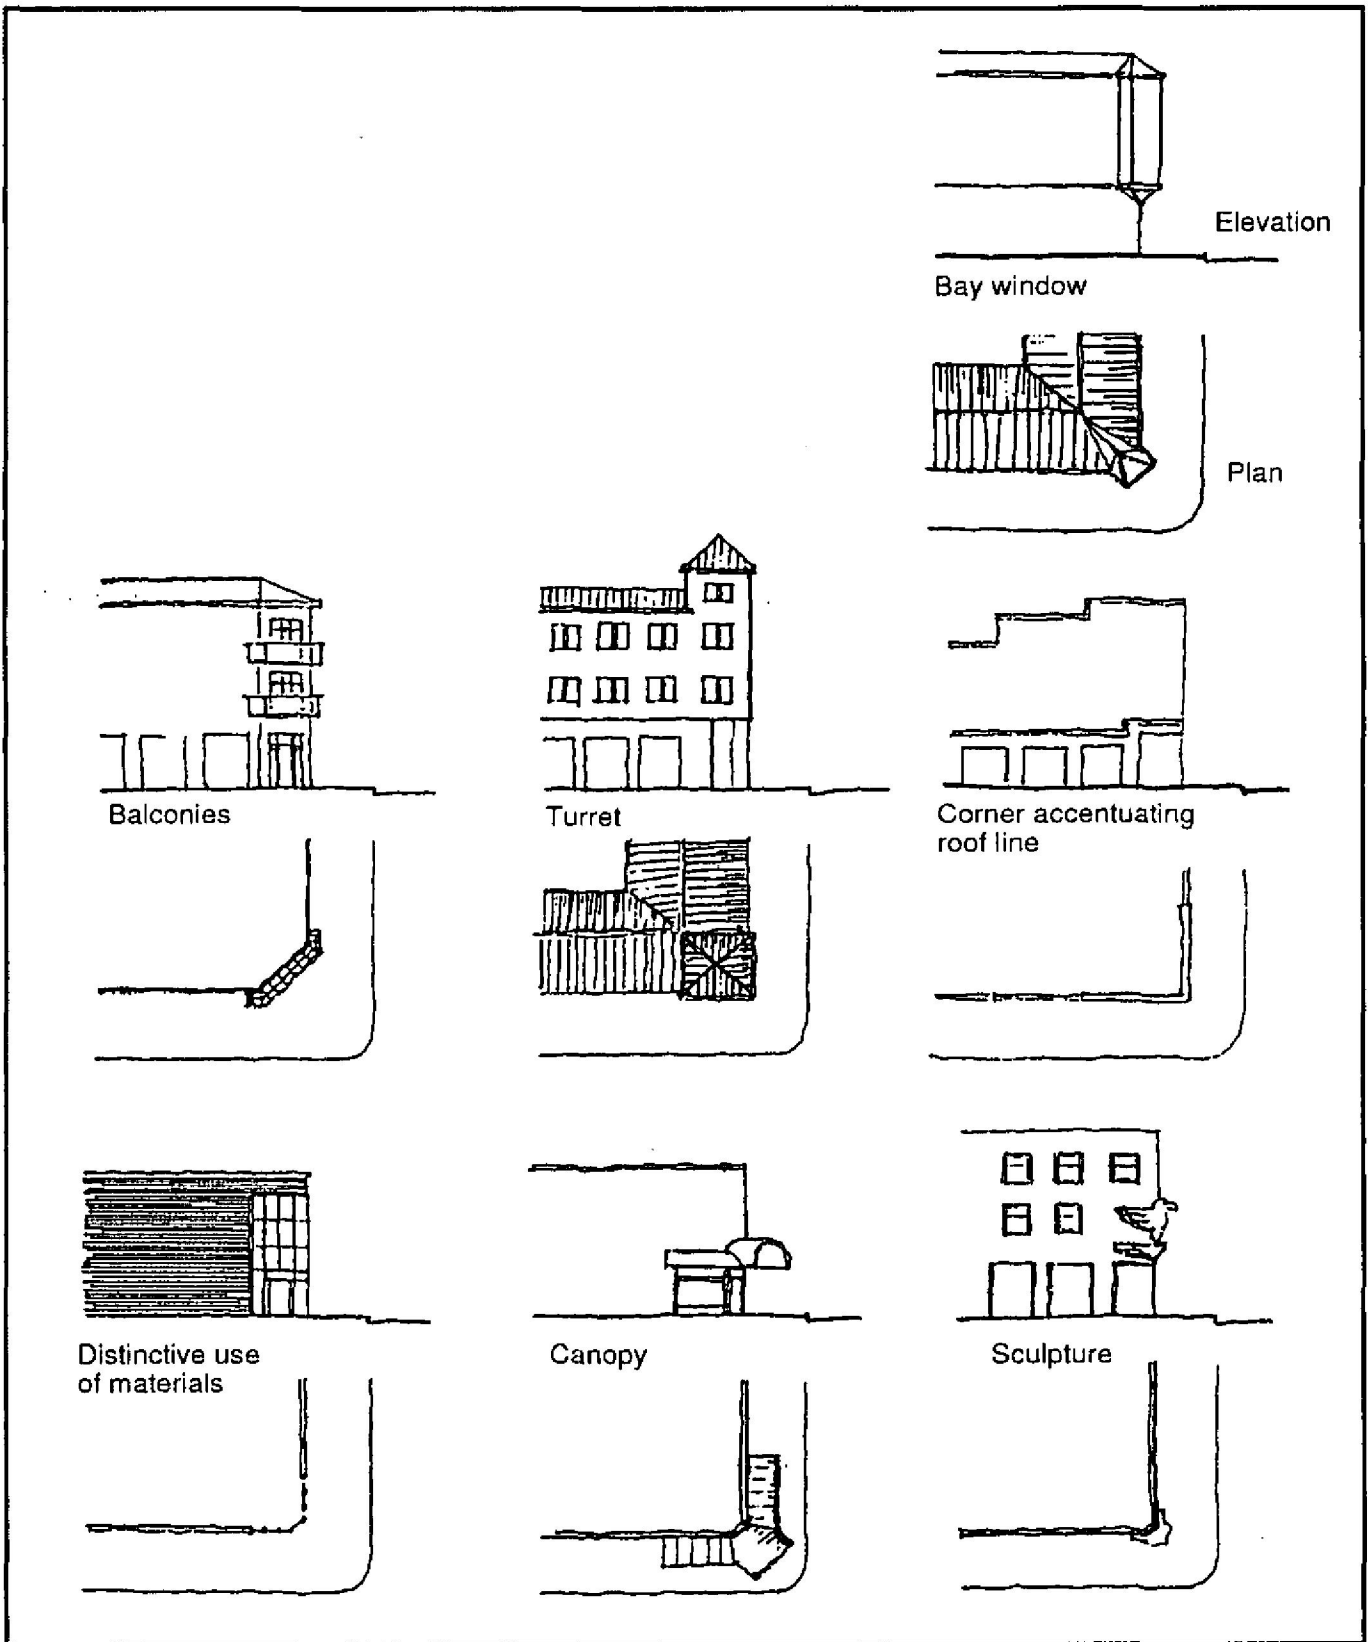 Elevation
Bay window
Plan
Balconies
Turret
Corner accentuating
roof line
Distinctive use
of materials
Canopy
Sculpture